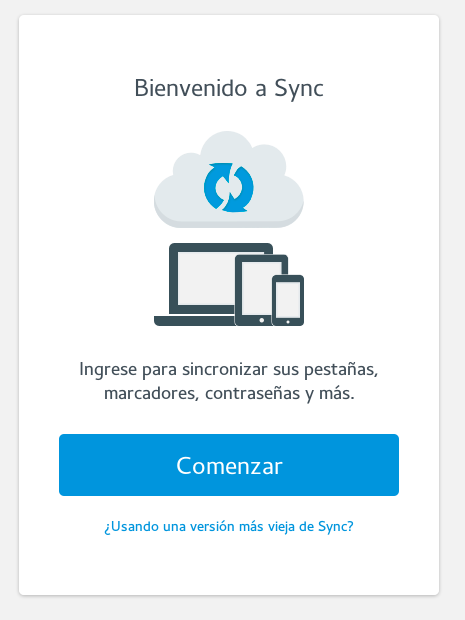 Bienvenido a Sync
Ingrese para sincronizar sus pestañas,
marcadores, contraseñas y más.
Comenzar
¿Usando una versión más vieja de Sync?